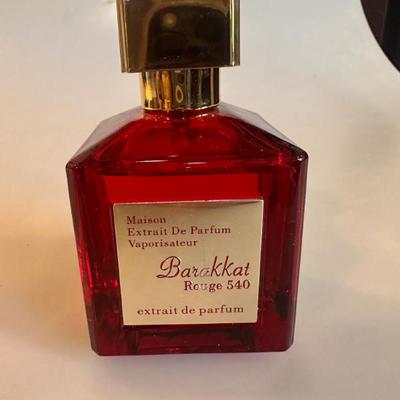 Maison
Extrait De Parfum
Vaporisateur
Barakkat
Rouge 540
extrait de parfum